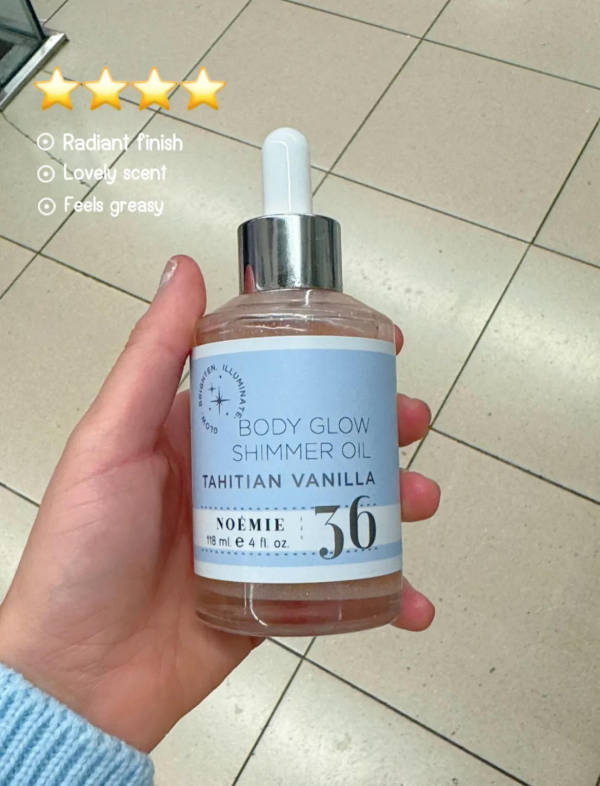 Radiant finish
Lovely scent
Feels greasy
GLOW. BRIGHTEN. ILLUMINATE.
BODY GLOW
SHIMMER OIL
TAHITIAN VANILLA
NOÉMIE 36
118 ml. e 4 fl. oz.